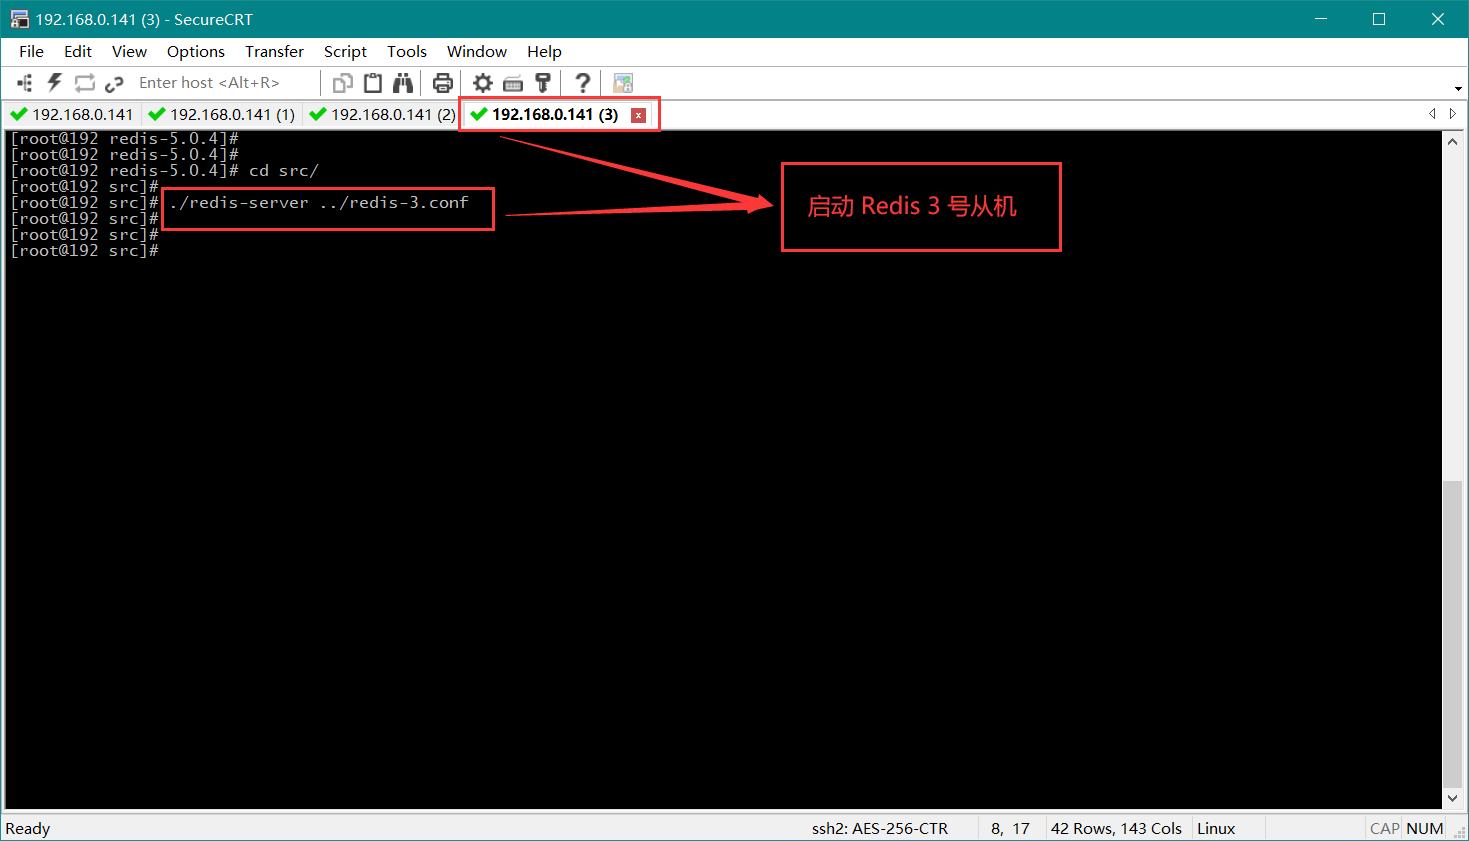 192.168.0.141 (3) - SecureCRT
File Edit View Options Transfer Script Tools Window Help
Enter host <Alt+R>
192.168.0.141 192.168.0.141 (1) 192.168.0.141 (2) 192.168.0.141 (3)
[root@192 redis-5.0.4]#
[root@192 redis-5.0.4]#
[root@192 redis-5.0.4]# cd src/
[root@192 src]#
[root@192 src]# ./redis-server ../redis-3.conf
[root@192 src]#
[root@192 src]#
[root@192 src]#
启动 Redis 3 号从机
Ready ssh2: AES-256-CTR 8, 17 42 Rows, 143 Cols Linux CAP NUM